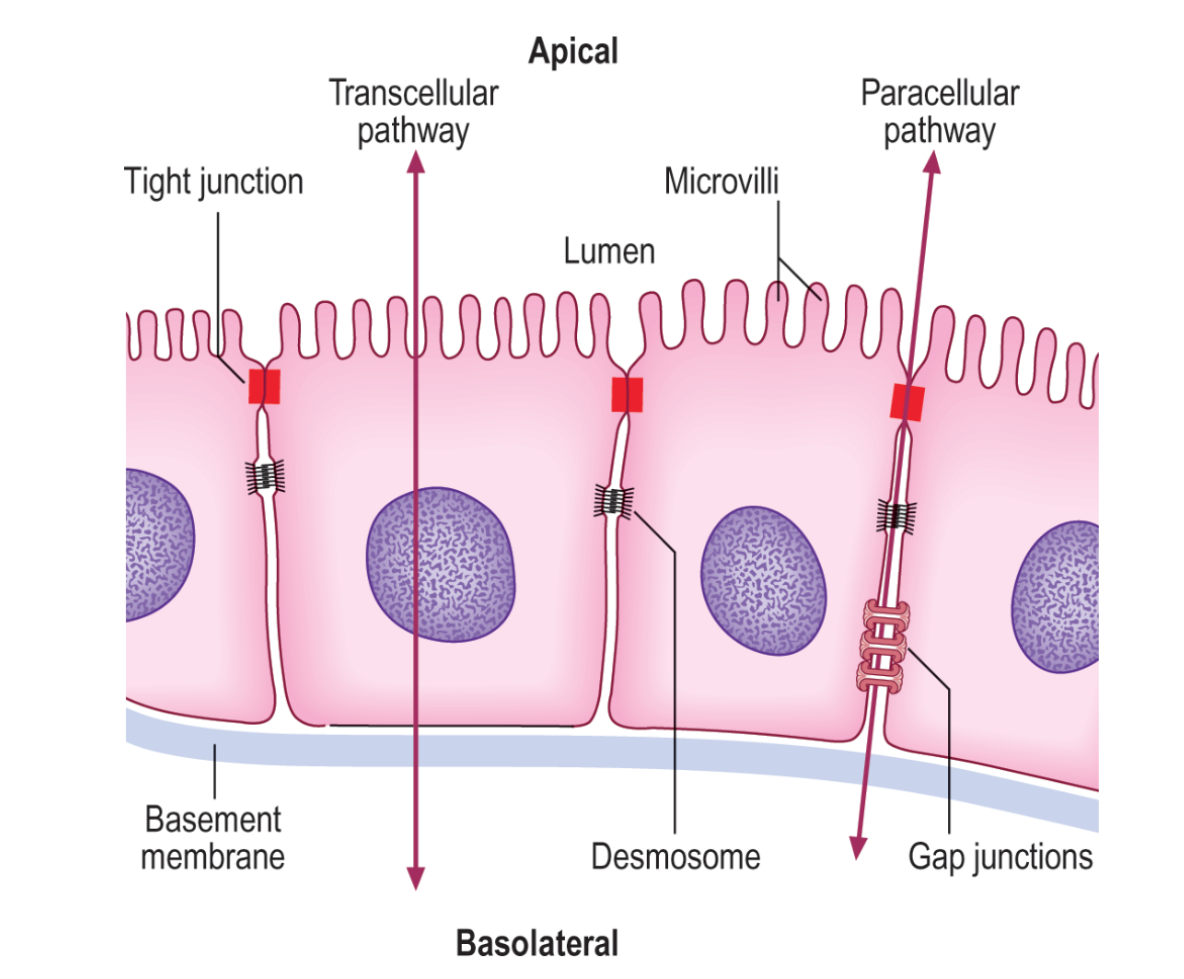 Apical
Transcellular
pathway
Paracellular
pathway
Tight junction
Microvilli
Lumen
Basement
membrane
Desmosome
Gap junctions
Basolateral